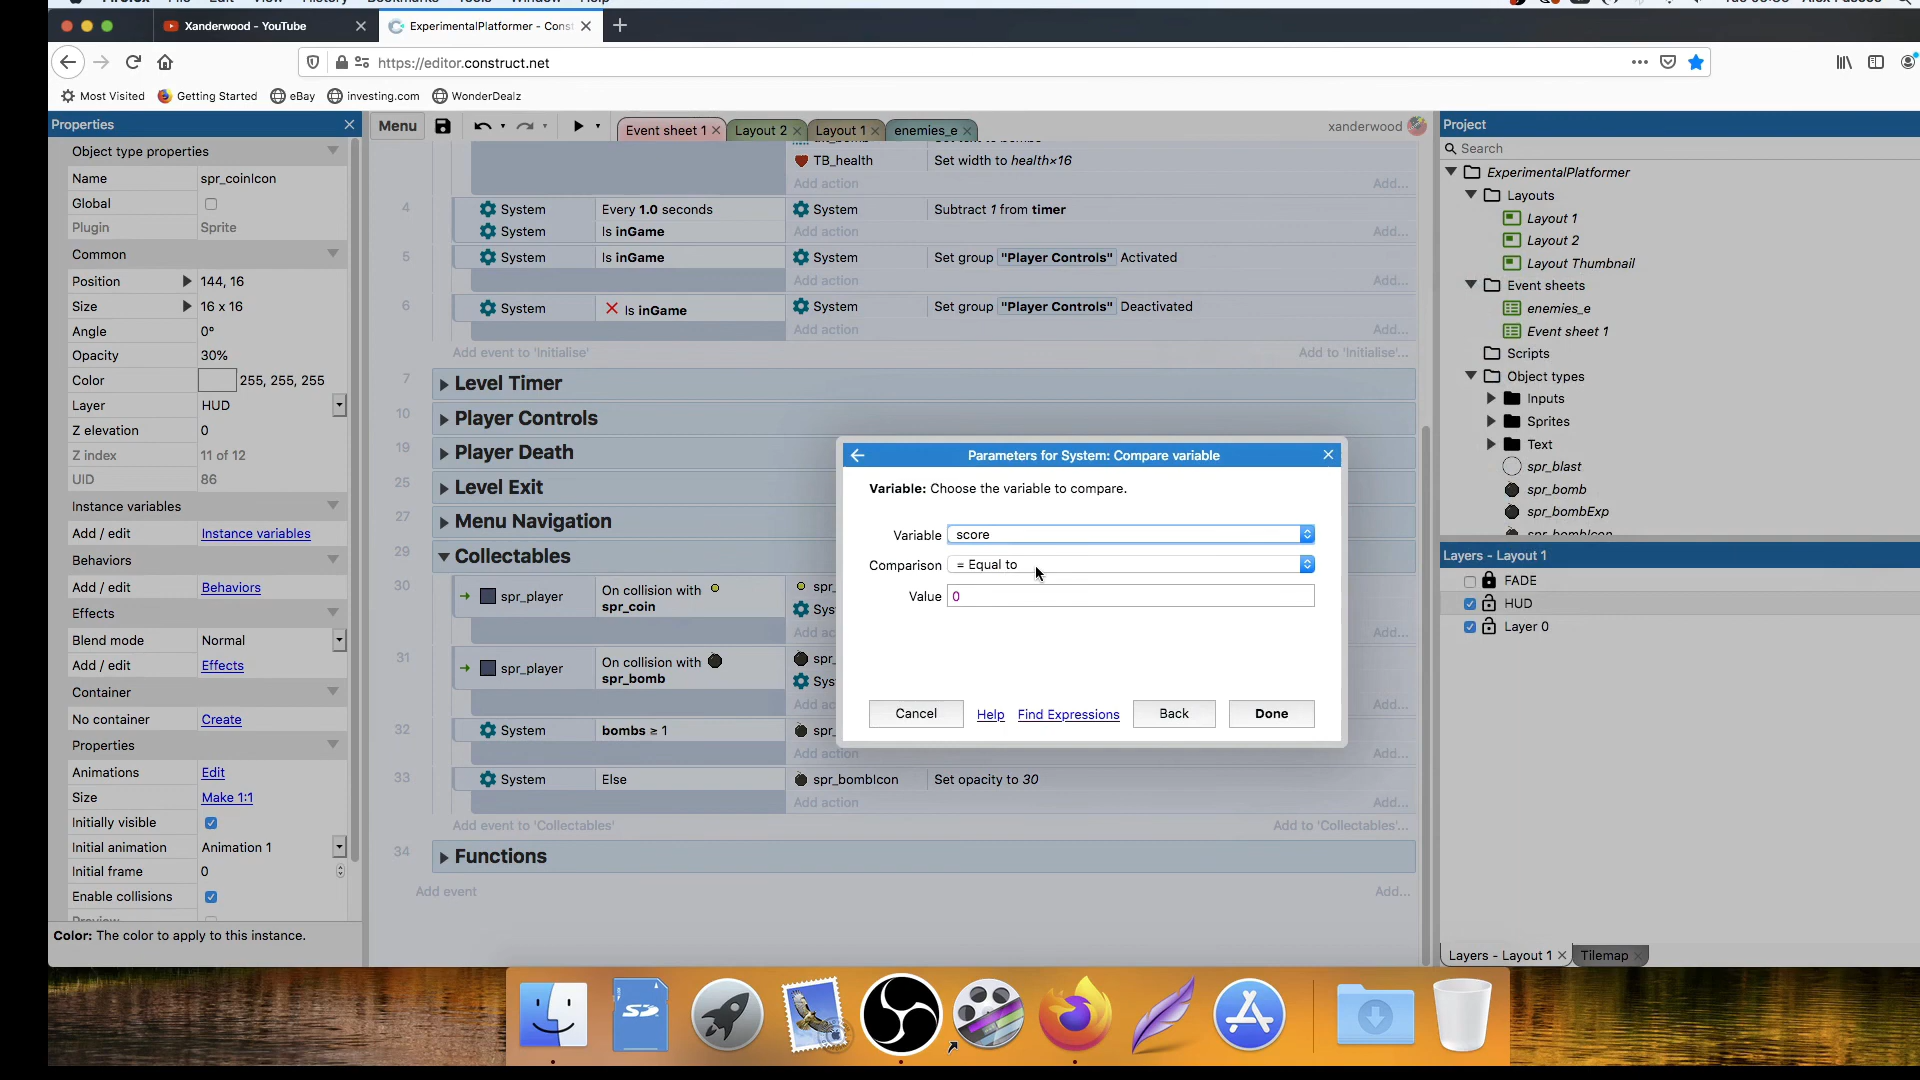 Xanderwood - YouTube
ExperimentalPlatformer - Const
https://editor.construct.net
Most Visited
Getting Started
eBay
investing.com
WonderDealz
Properties
Object type properties
Name spr_coinIcon
Global
Plugin Sprite
Common
Position 144, 16
Size 16 x 16
Angle 0°
Opacity 30%
Color 255, 255, 255
Layer HUD
Z elevation 0
Z index 11 of 12
UID 86
Instance variables
Add / edit Instance variables
Behaviors
Add / edit Behaviors
Effects
Blend mode Normal
Add / edit Effects
Container
No container Create
Properties
Animations Edit
Size Make 1:1
Initially visible
Initial animation Animation 1
Initial frame 0
Enable collisions
Color: The color to apply to this instance.
Menu
Event sheet 1
Layout 2
Layout 1
enemies_e
xanderwood
TB_health Set width to health×16
Add action Add...
4 System Every 1.0 seconds System Subtract 1 from timer
System Is inGame Add action Add...
5 System Is inGame System Set group "Player Controls" Activated
Add action Add...
6 System Is inGame System Set group "Player Controls" Deactivated
Add action Add...
Add event to 'Initialise' Add to 'Initialise'...
7 Level Timer
10 Player Controls
19 Player Death
25 Level Exit
27 Menu Navigation
29 Collectables
30 spr_player On collision with spr_coin spr_
Sys
Add ac Add...
31 spr_player On collision with spr_bomb spr_
Sys
Add...
32 System bombs ≥ 1 spr_
Add action Add...
33 System Else spr_bombIcon Set opacity to 30
Add action Add...
Add event to 'Collectables' Add to 'Collectables'...
34 Functions
Add event Add...
Parameters for System: Compare variable
Variable: Choose the variable to compare.
Variable score
Comparison = Equal to
Value 0
Cancel
Help
Find Expressions
Back
Done
Project
Search
ExperimentalPlatformer
Layouts
Layout 1
Layout 2
Layout Thumbnail
Event sheets
enemies_e
Event sheet 1
Scripts
Object types
Inputs
Sprites
Text
spr_blast
spr_bomb
spr_bombExp
spr_bombIcon
Layers - Layout 1
FADE
HUD
Layer 0
Layers - Layout 1
Tilemap
SD